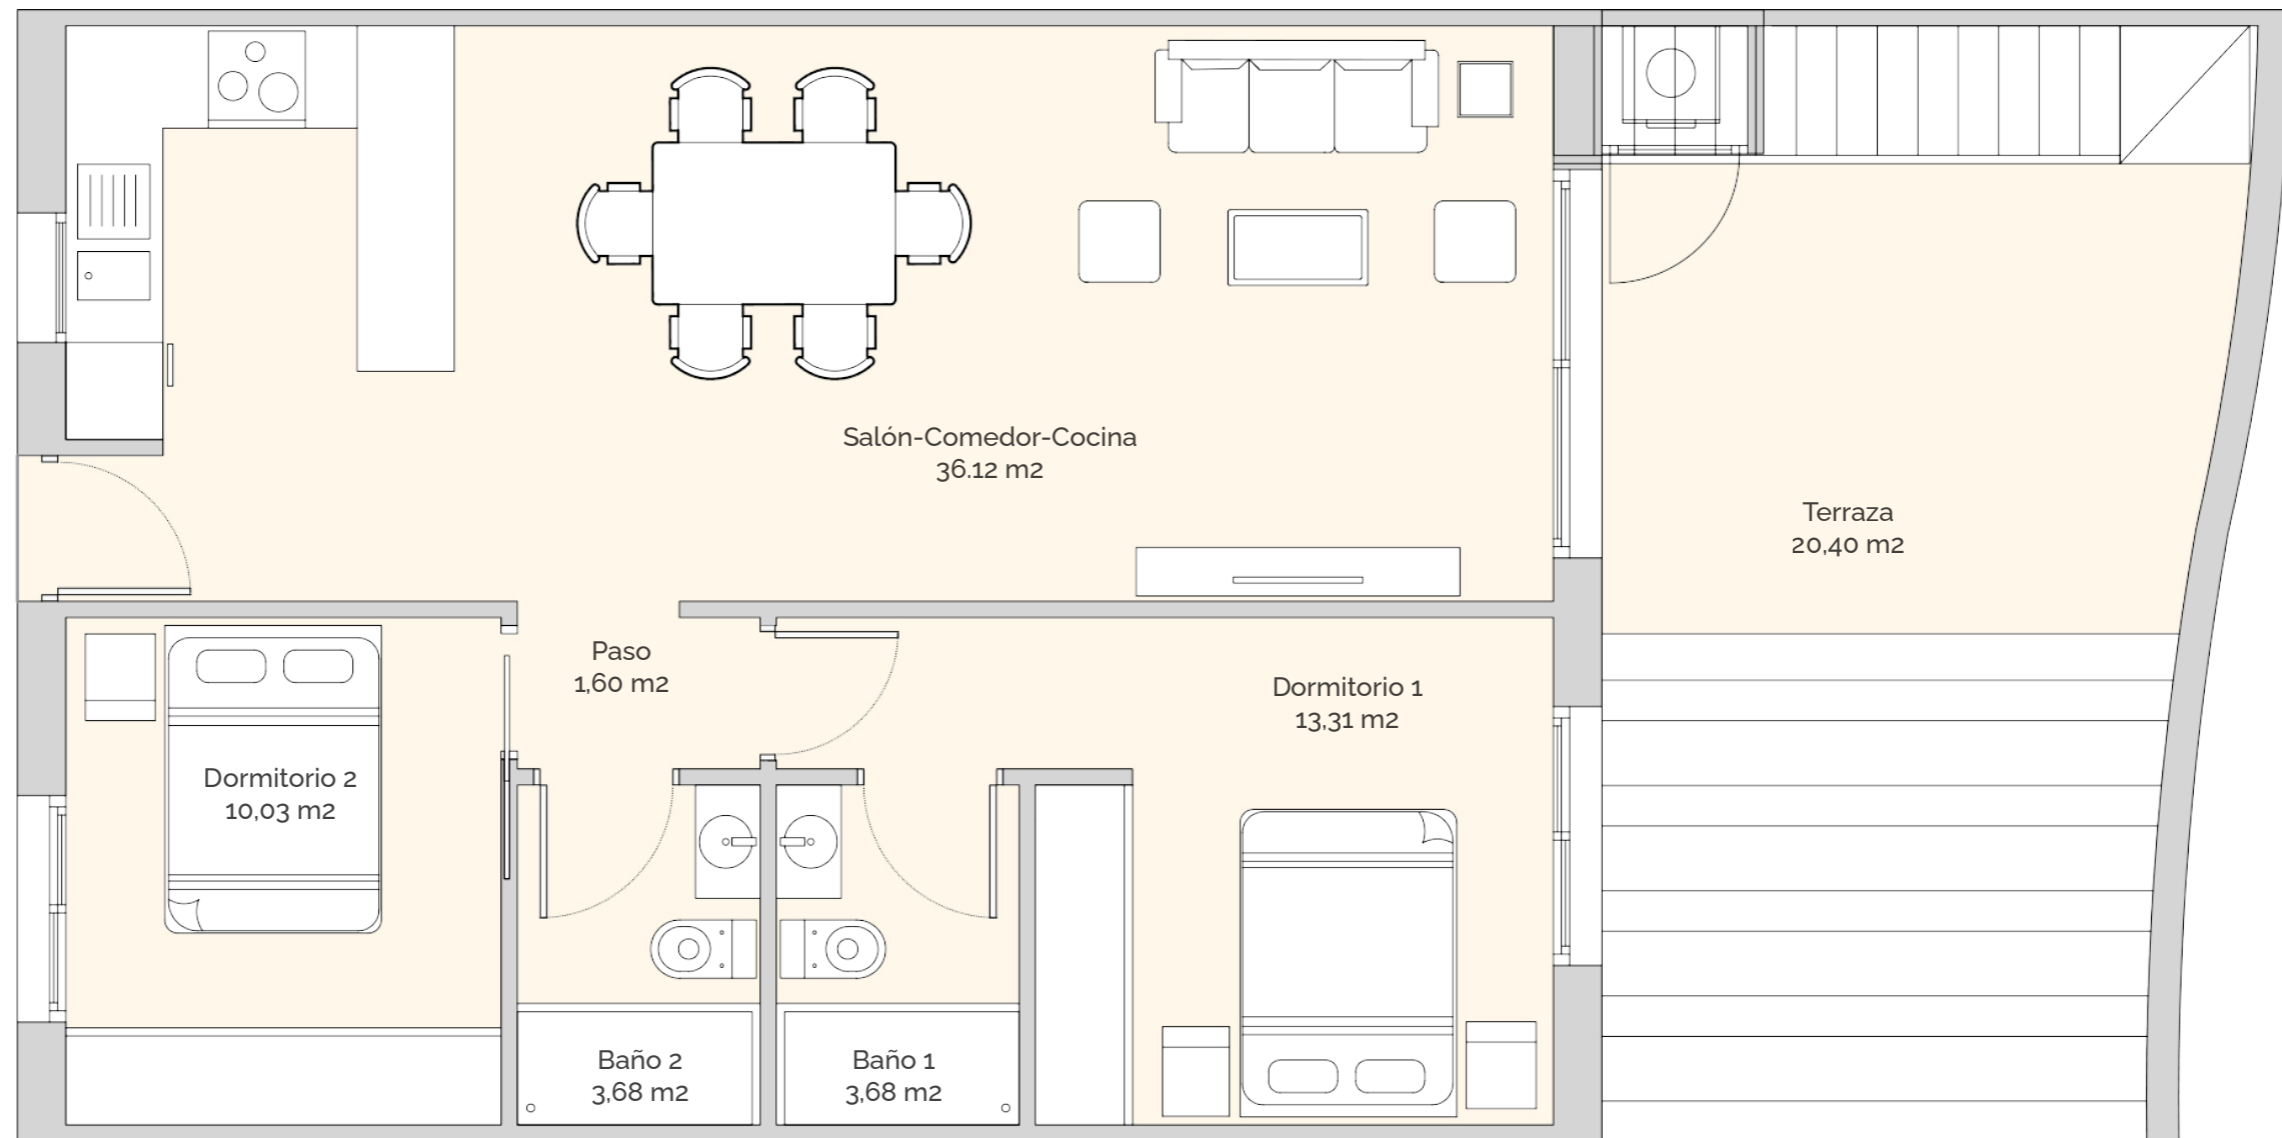 Salón-Comedor-Cocina
36.12 m2
Terraza
20,40 m2
Paso
1,60 m2
Dormitorio 1
13,31 m2
Dormitorio 2
10,03 m2
Baño 2
3,68 m2
Baño 1
3,68 m2